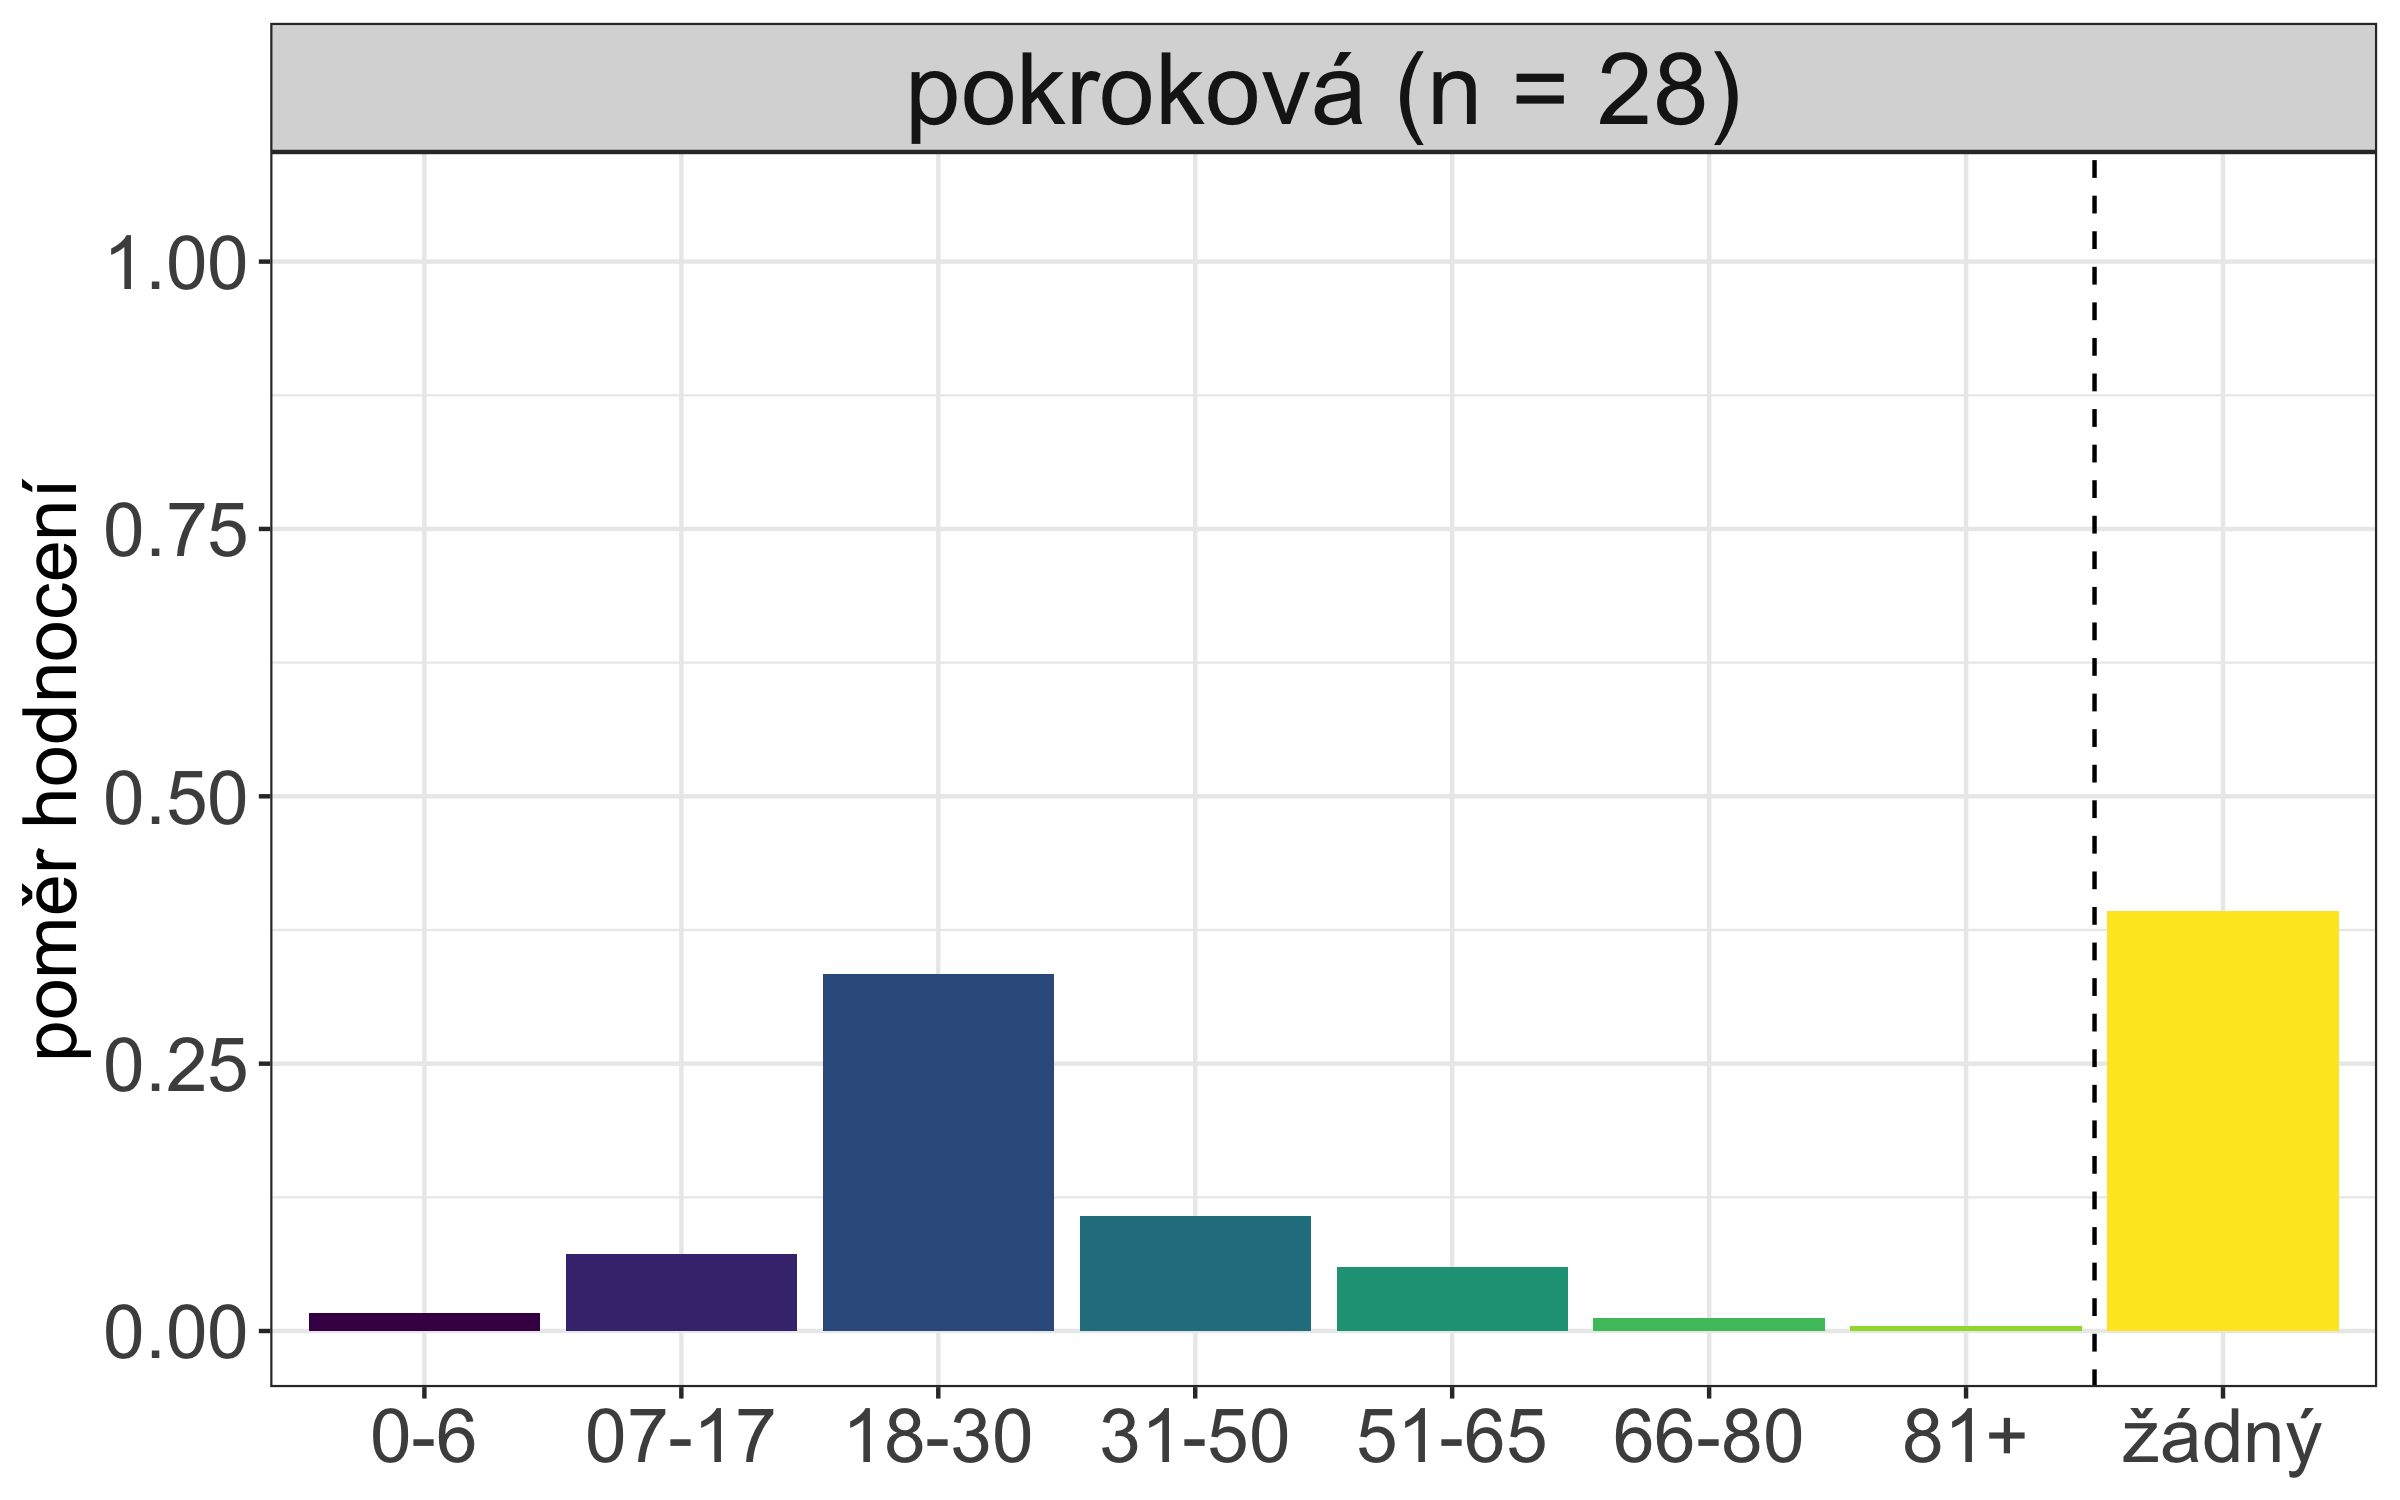 pokroková (n = 28)
poměr hodnocení
1.00
0.75
0.50
0.25
0.00
0-6 07-17 18-30 31-50 51-65 66-80 81+ žádný